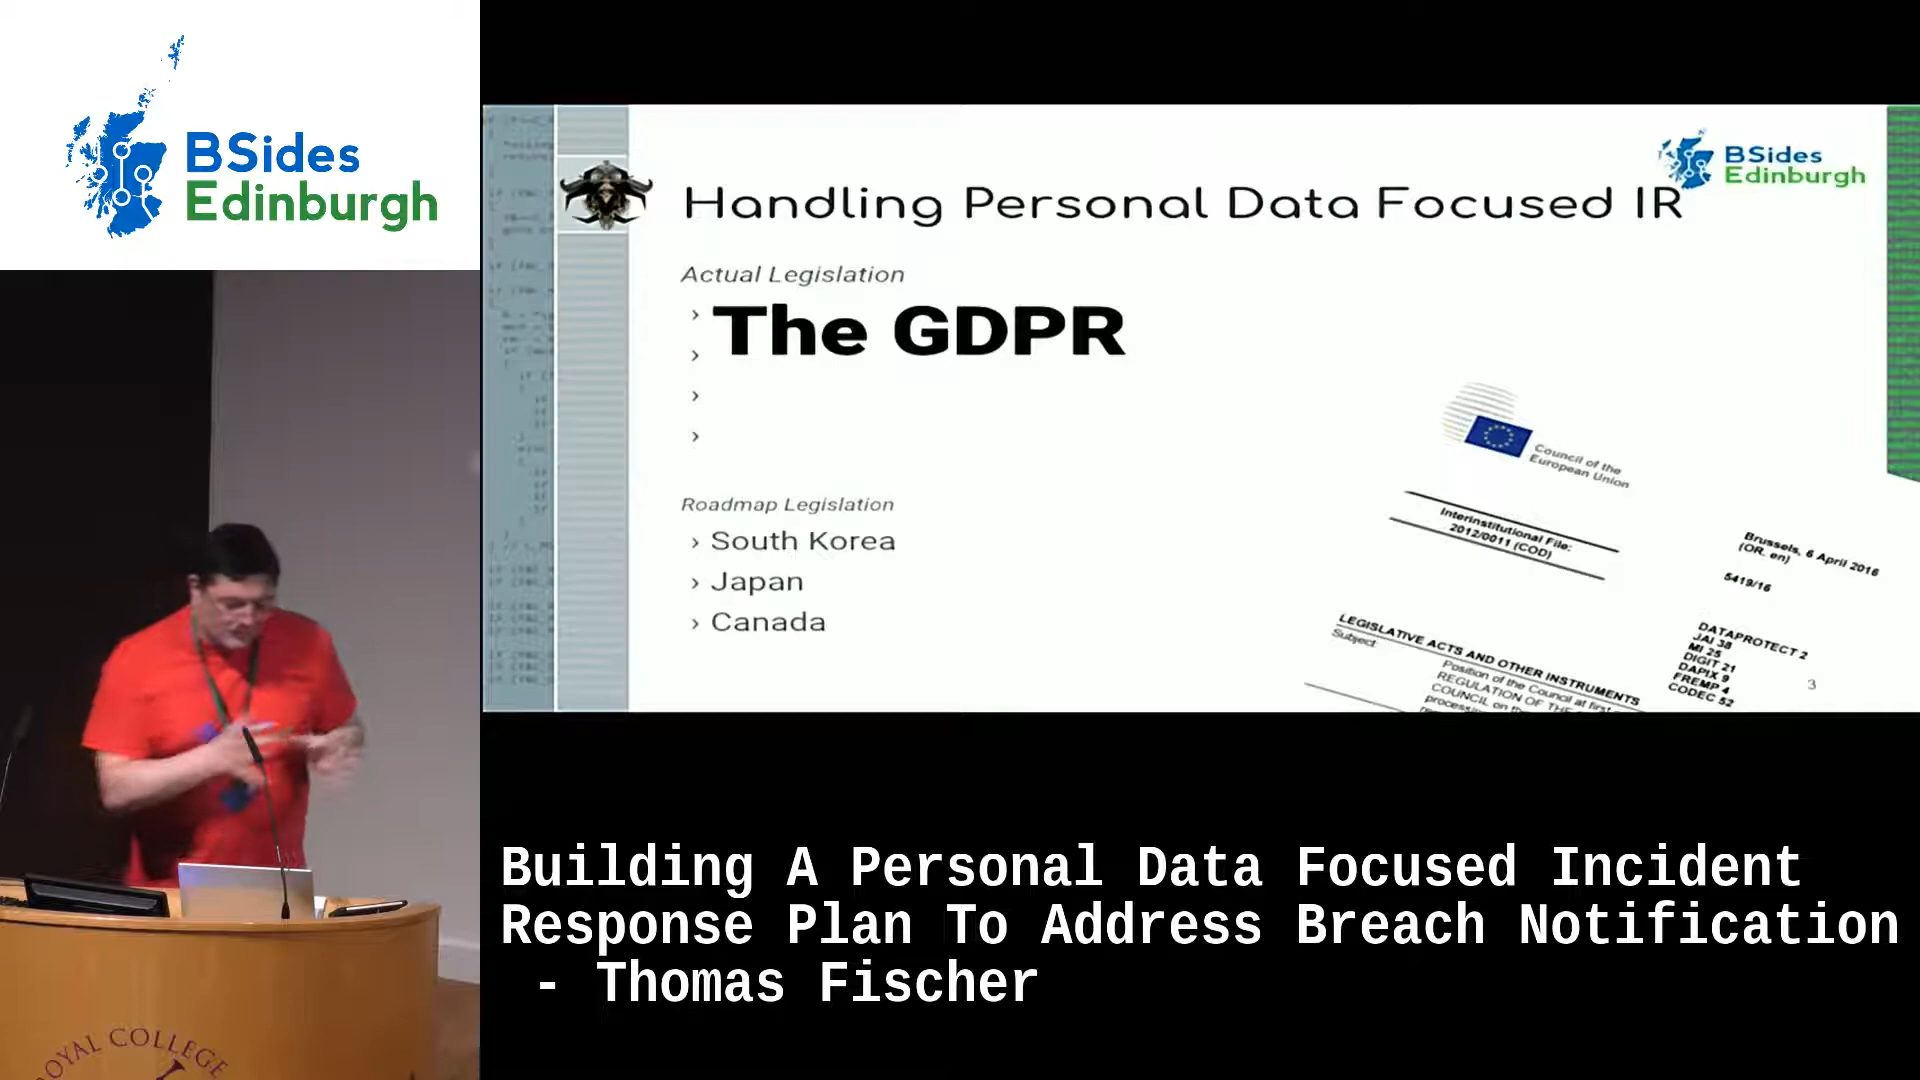 BSides
Edinburgh
BSides
Edinburgh
Handling Personal Data Focused IR
Actual Legislation
› The GDPR
›
›
›
Roadmap Legislation
› South Korea
› Japan
› Canada
Council of the
European Union
Interinstitutional File:
2012/0011 (COD)
Brussels, 6 April 2016
(OR. en)
5419/16
LEGISLATIVE ACTS AND OTHER INSTRUMENTS
Subject:
Position of the Council at first
REGULATION OF THE
COUNCIL on the
DATAPROTECT 2
JAI 38
MI 25
DIGIT 21
DAPIX 9
FREMP 4
CODEC 52
3
Building A Personal Data Focused Incident
Response Plan To Address Breach Notification
- Thomas Fischer
ROYAL COLLEGE